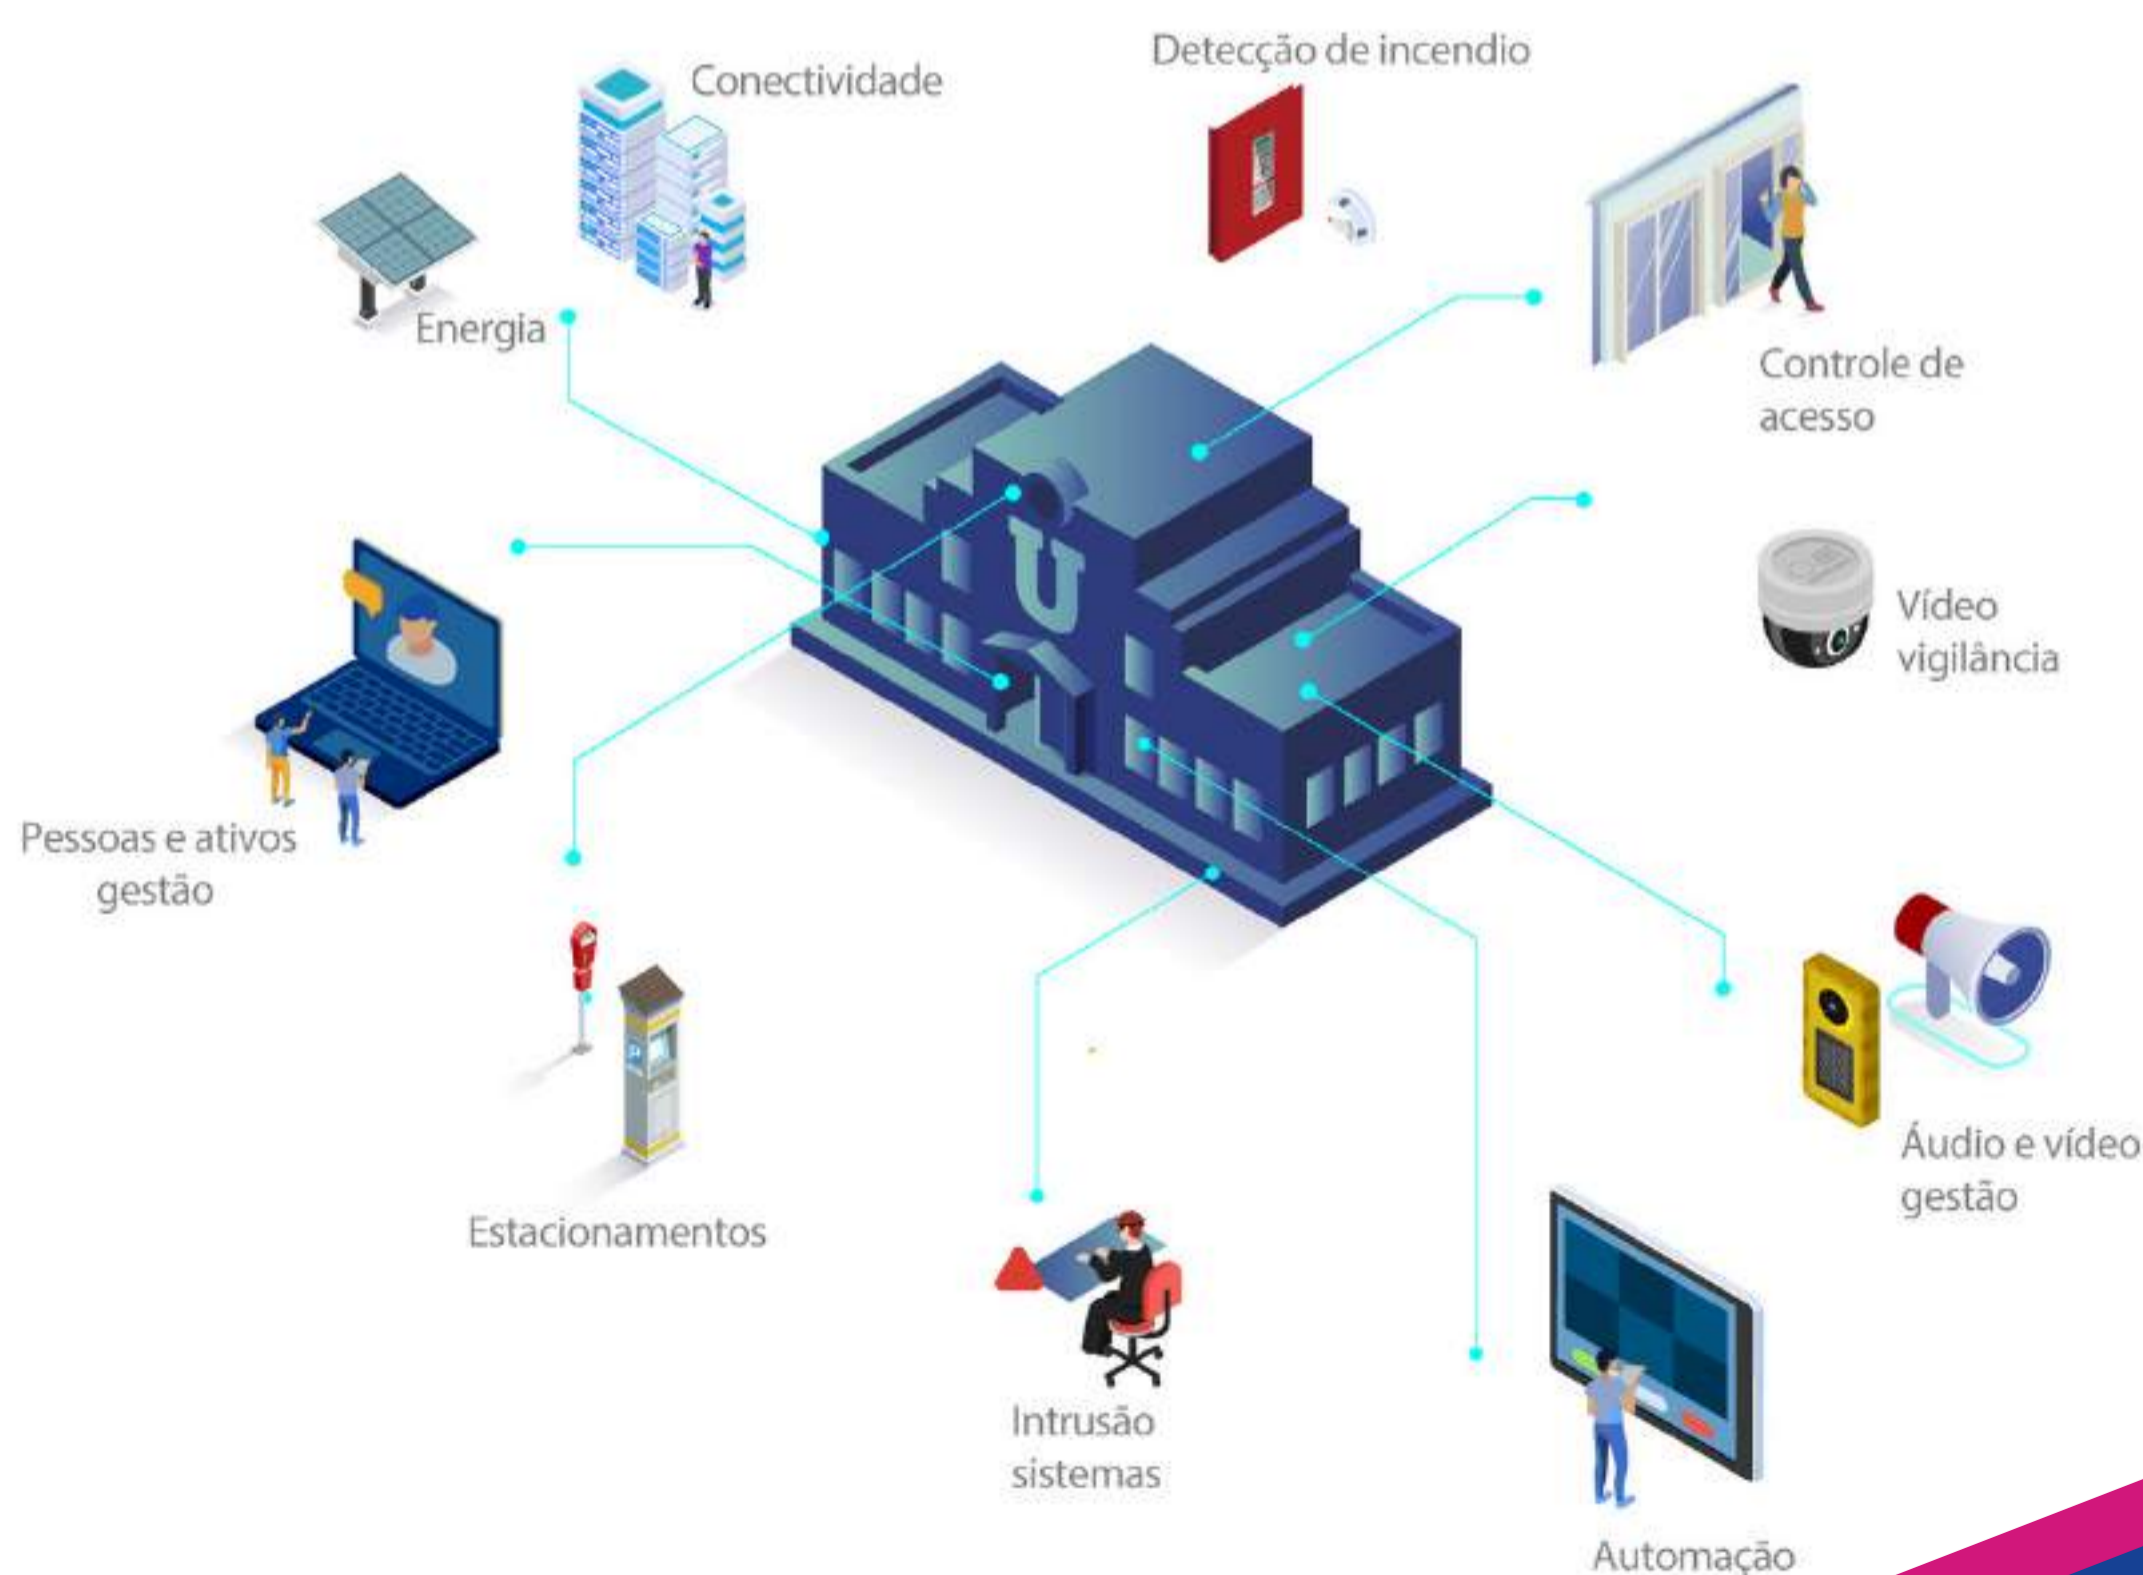 Detecção de incendio
Conectividade
Energia
Controle de
acesso
U
Vídeo
vigilância
Pessoas e ativos
gestão
P
Áudio e vídeo
gestão
Estacionamentos
Intrusão
sistemas
Automação